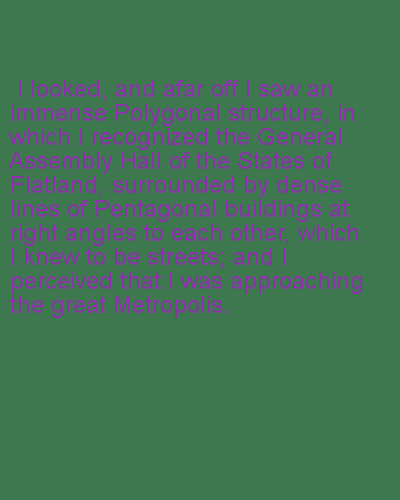 I looked, and afar off I saw an
immense Polygonal structure, in
which I recognized the General
Assembly Hall of the States of
Flatland, surrounded by dense
lines of Pentagonal buildings at
right angles to each other, which
I knew to be streets; and I
perceived that I was approaching
the great Metropolis.